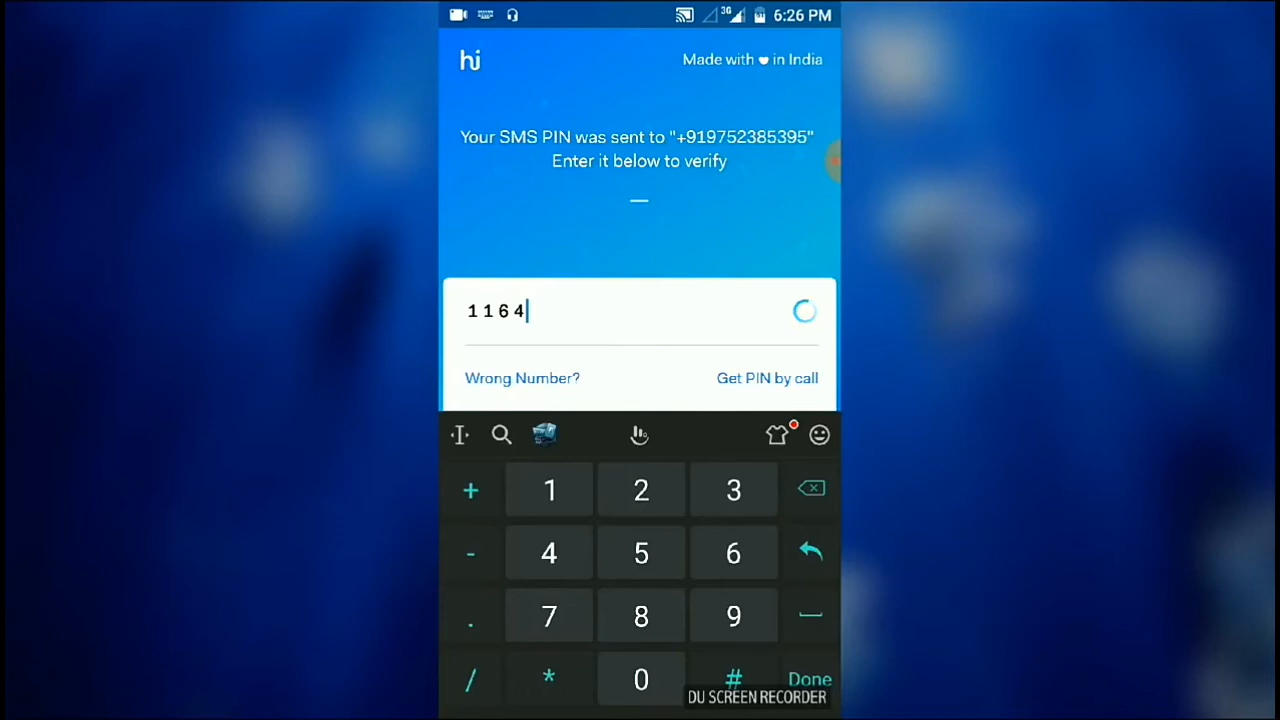 3G 6:26 PM
hi Made with in India
Your SMS PIN was sent to "+919752385395"
Enter it below to verify
1 1 6 4
Wrong Number? Get PIN by call
+ 1 2 3
- 4 5 6
. 7 8 9
/ * 0 # Done
DU SCREEN RECORDER